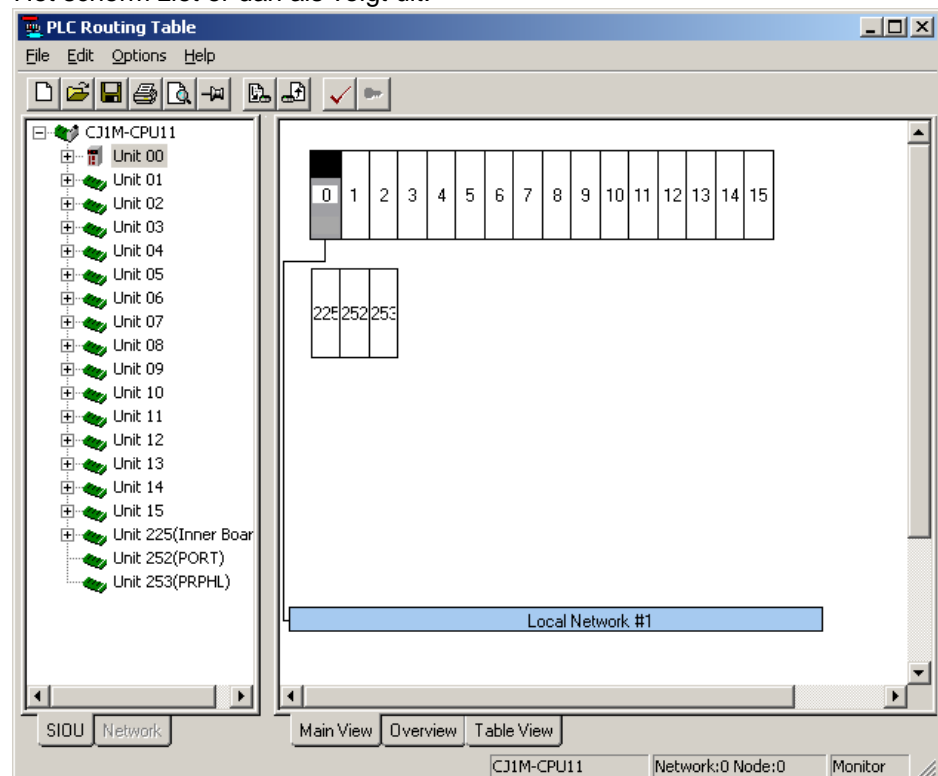 Het scherm ziet er dan als volgt uit:
PLC Routing Table
File Edit Options Help
CJ1M-CPU11
Unit 00
Unit 01
Unit 02
Unit 03
Unit 04
Unit 05
Unit 06
Unit 07
Unit 08
Unit 09
Unit 10
Unit 11
Unit 12
Unit 13
Unit 14
Unit 15
Unit 225(Inner Boar
Unit 252(PORT)
Unit 253(PRPHL)
0 1 2 3 4 5 6 7 8 9 10 11 12 13 14 15
225 252 253
Local Network #1
SIOU Network
Main View Overview Table View
CJ1M-CPU11 Network:0 Node:0 Monitor